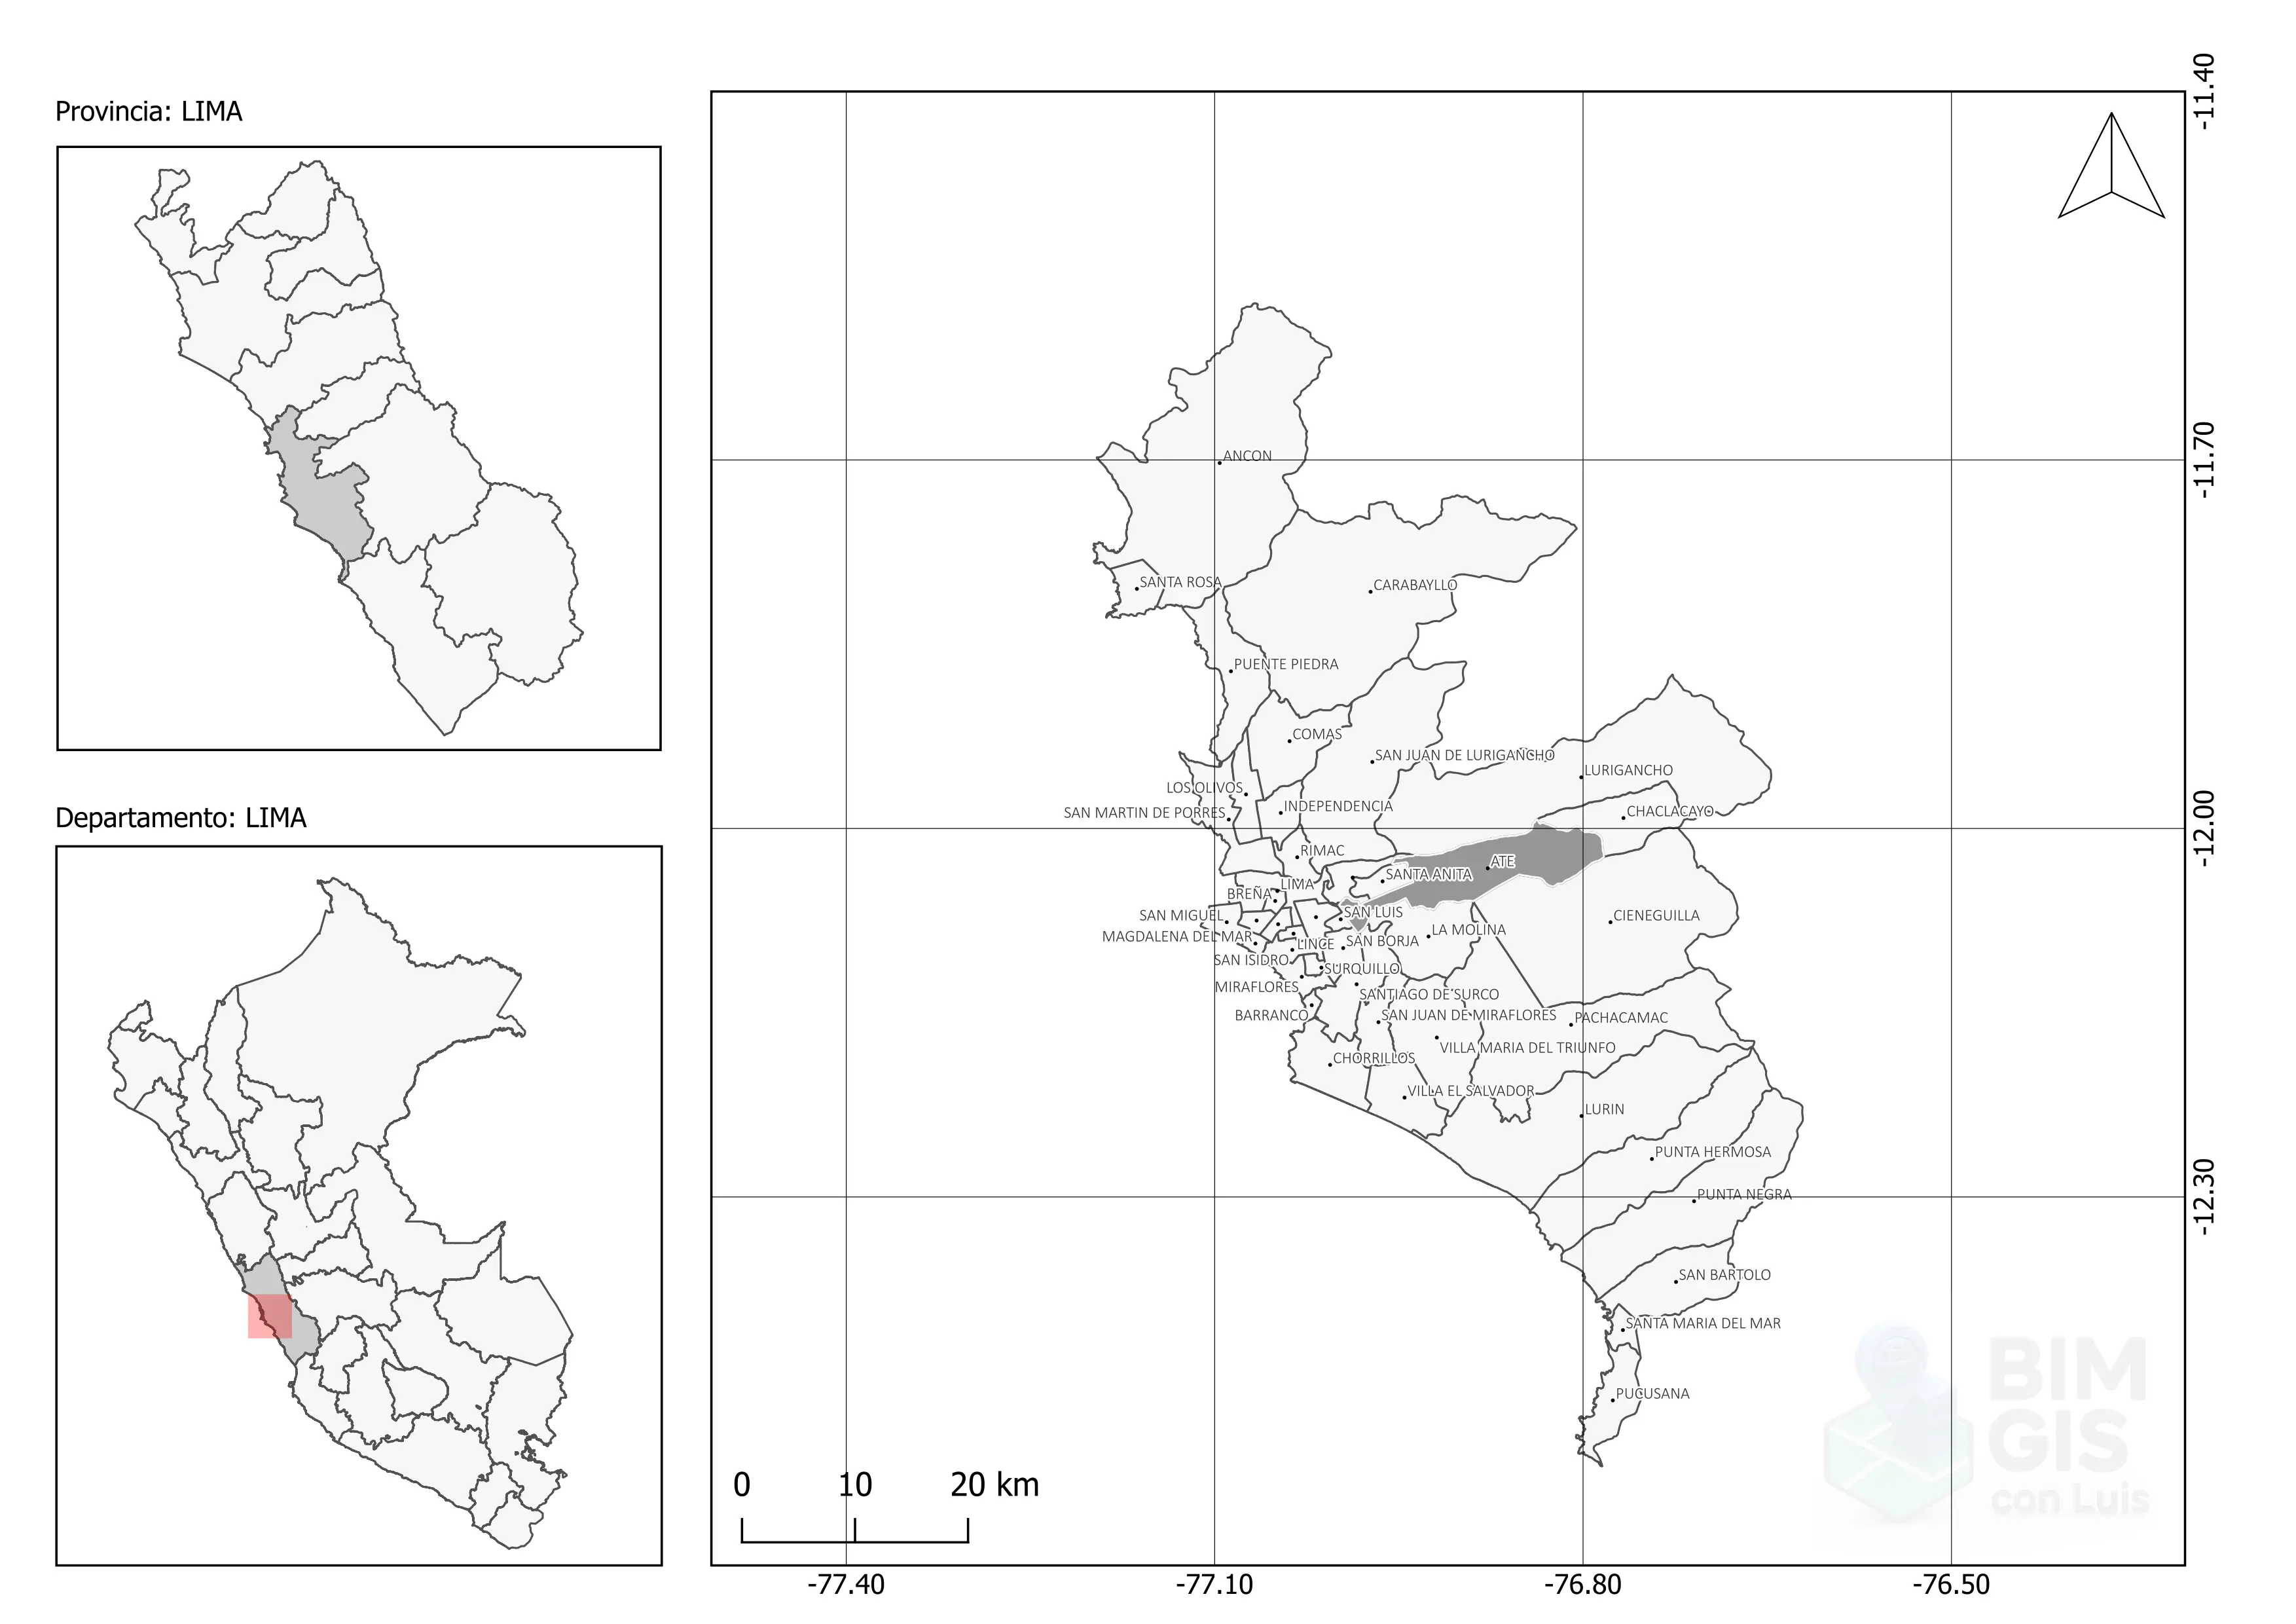 Provincia: LIMA
Departamento: LIMA
ANCON
SANTA ROSA
CARABAYLLO
PUENTE PIEDRA
COMAS
SAN JUAN DE LURIGANCHO
LURIGANCHO
LOS OLIVOS
INDEPENDENCIA
SAN MARTIN DE PORRES
CHACLACAYO
RIMAC
ATE
SANTA ANITA
LIMA
BREÑA
SAN MIGUEL
SAN LUIS
CIENEGUILLA
LA MOLINA
MAGDALENA DEL MAR
LINCE
SAN BORJA
SAN ISIDRO
SURQUILLO
MIRAFLORES
SANTIAGO DE SURCO
BARRANCO
SAN JUAN DE MIRAFLORES
PACHACAMAC
VILLA MARIA DEL TRIUNFO
CHORRILLOS
VILLA EL SALVADOR
LURIN
PUNTA HERMOSA
PUNTA NEGRA
SAN BARTOLO
SANTA MARIA DEL MAR
PUCUSANA
-11.40
-11.70
-12.00
-12.30
0 10 20 km
-77.40 -77.10 -76.80 -76.50
BIM
GIS
con Luis